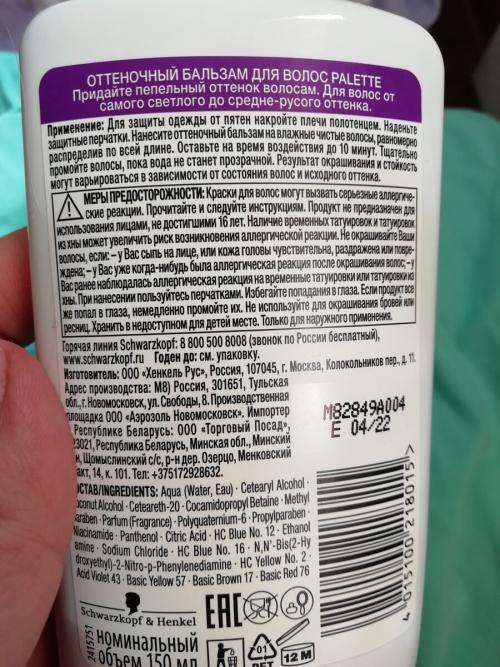 ОТТЕНОЧНЫЙ БАЛЬЗАМ ДЛЯ ВОЛОС PALETTE
Придайте пепельный оттенок волосам. Для волос от
самого светлого до средне-русого оттенка.
Применение: Для защиты одежды от пятен накройте плечи полотенцем. Наденьте
защитные перчатки. Нанесите оттеночный бальзам на влажные чистые волосы, равномерно
распределив по всей длине. Оставьте на время воздействия до 10 минут. Тщательно
промойте волосы, пока вода не станет прозрачной. Результат окрашивания и стойкость
могут варьироваться в зависимости от состояния волос и исходного оттенка.
МЕРЫ ПРЕДОСТОРОЖНОСТИ: Краски для волос могут вызвать серьезные аллергиче-
ские реакции. Прочитайте и следуйте инструкциям. Продукт не предназначен для
использования лицами, не достигшими 16 лет. Наличие временных татуировок и татуировок
из хны может увеличить риск возникновения аллергической реакции. Не окрашивайте Ваши
волосы, если: – у Вас сыпь на лице, или кожа головы чувствительна, раздражена или повре-
ждена; – у Вас уже когда-нибудь была аллергическая реакция после окрашивания волос; – у
Вас ранее наблюдалась аллергическая реакция на временные татуировки или татуировки из
хны. При нанесении пользуйтесь перчатками. Избегайте попадания в глаза. Если продукт все
же попал в глаза, немедленно промойте их. Не используйте для окрашивания бровей или
ресниц. Хранить в недоступном для детей месте. Только для наружного применения.
Горячая линия Schwarzkopf: 8 800 500 8008 (звонок по России бесплатный),
www.schwarzkopf.ru Годен до: см. упаковку.
Изготовитель: ООО «Хенкель Рус», Россия, 107045, г. Москва, Колокольников пер., д. 11.
Адрес производства: М8) Россия, 301651, Тульская
обл., г. Новомосковск, ул. Свободы, 8. Производственная
площадка ООО «Аэрозоль Новомосковск». Импортер
Республике Беларусь: ООО «Торговый Посад»,
23021, Республика Беларусь, Минская обл., Минский
н, Щомыслинский с/с, р-н дер. Озерцо, Менковский
акт, 14, к. 101. Тел: +375172928632.
M82849A004
E 04/22
ОСТАВ/INGREDIENTS: Aqua (Water, Eau) · Cetearyl Alcohol ·
oconut Alcohol · Ceteareth-20 · Cocamidopropyl Betaine · Methyl
araben · Parfum (Fragrance) · Polyquaternium-6 · Propylparaben ·
Niacinamide · Panthenol · Citric Acid · HC Blue No. 12 · Ethanol
amine · Sodium Chloride · HC Blue No. 16 · N,N'-Bis(2-Hy
droxyethyl)-2-Nitro-p-Phenylenediamine · HC Yellow No. 2 ·
Acid Violet 43 · Basic Yellow 57 · Basic Brown 17 · Basic Red 76
4 015100 218015 >
Schwarzkopf & Henkel
EAC
2415751
Номинальный
объем 150 мл
01
PET
12 M